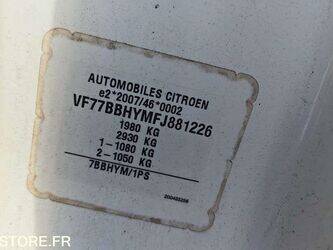 AUTOMOBILES CITROEN
e2*2007/46*0002
VF77BBHYMFJ881226
1980 KG
2930 KG
1-1080 KG
2-1050 KG
7BBHYM/1PS
STORE.FR